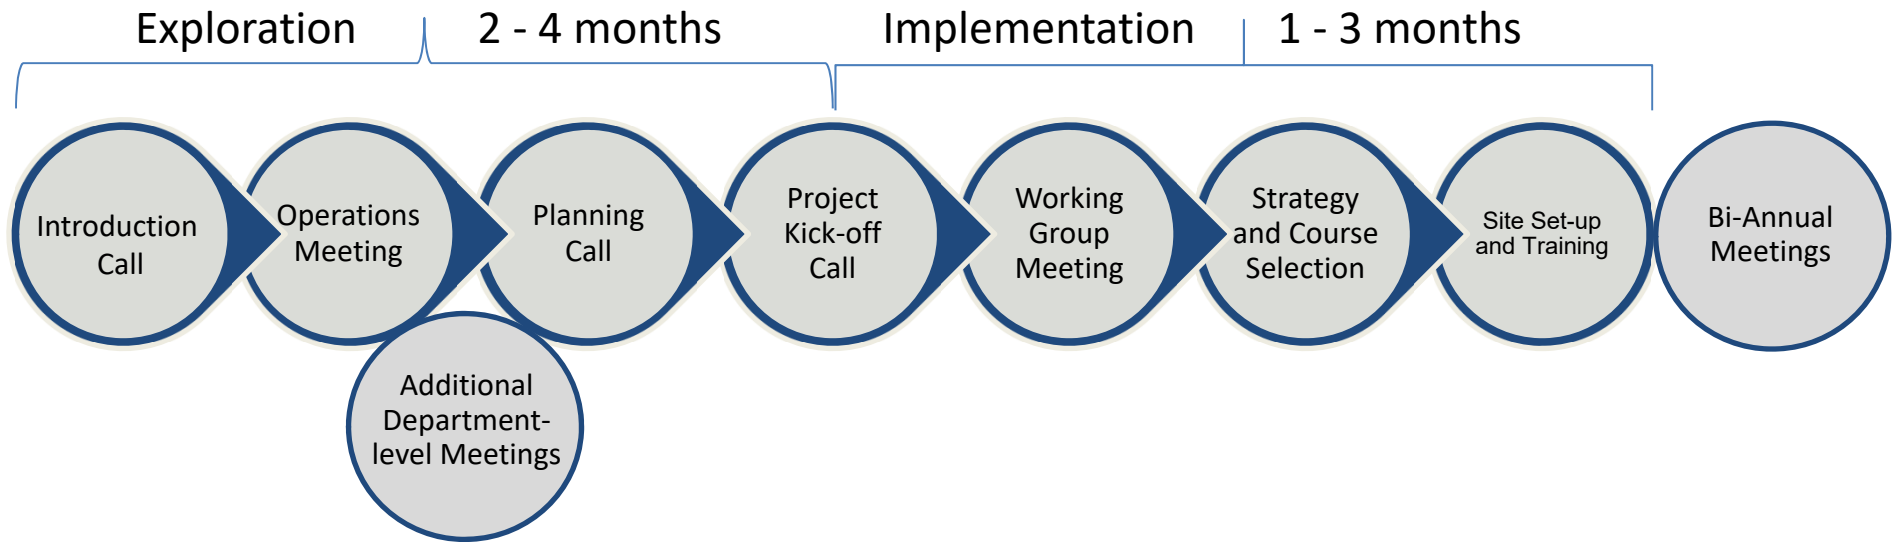 Exploration 2 - 4 months Implementation 1 - 3 months
Introduction
Call
Operations
Meeting
Additional
Department-
level Meetings
Planning
Call
Project
Kick-off
Call
Working
Group
Meeting
Strategy
and Course
Selection
Site Set-up
and Training
Bi-Annual
Meetings